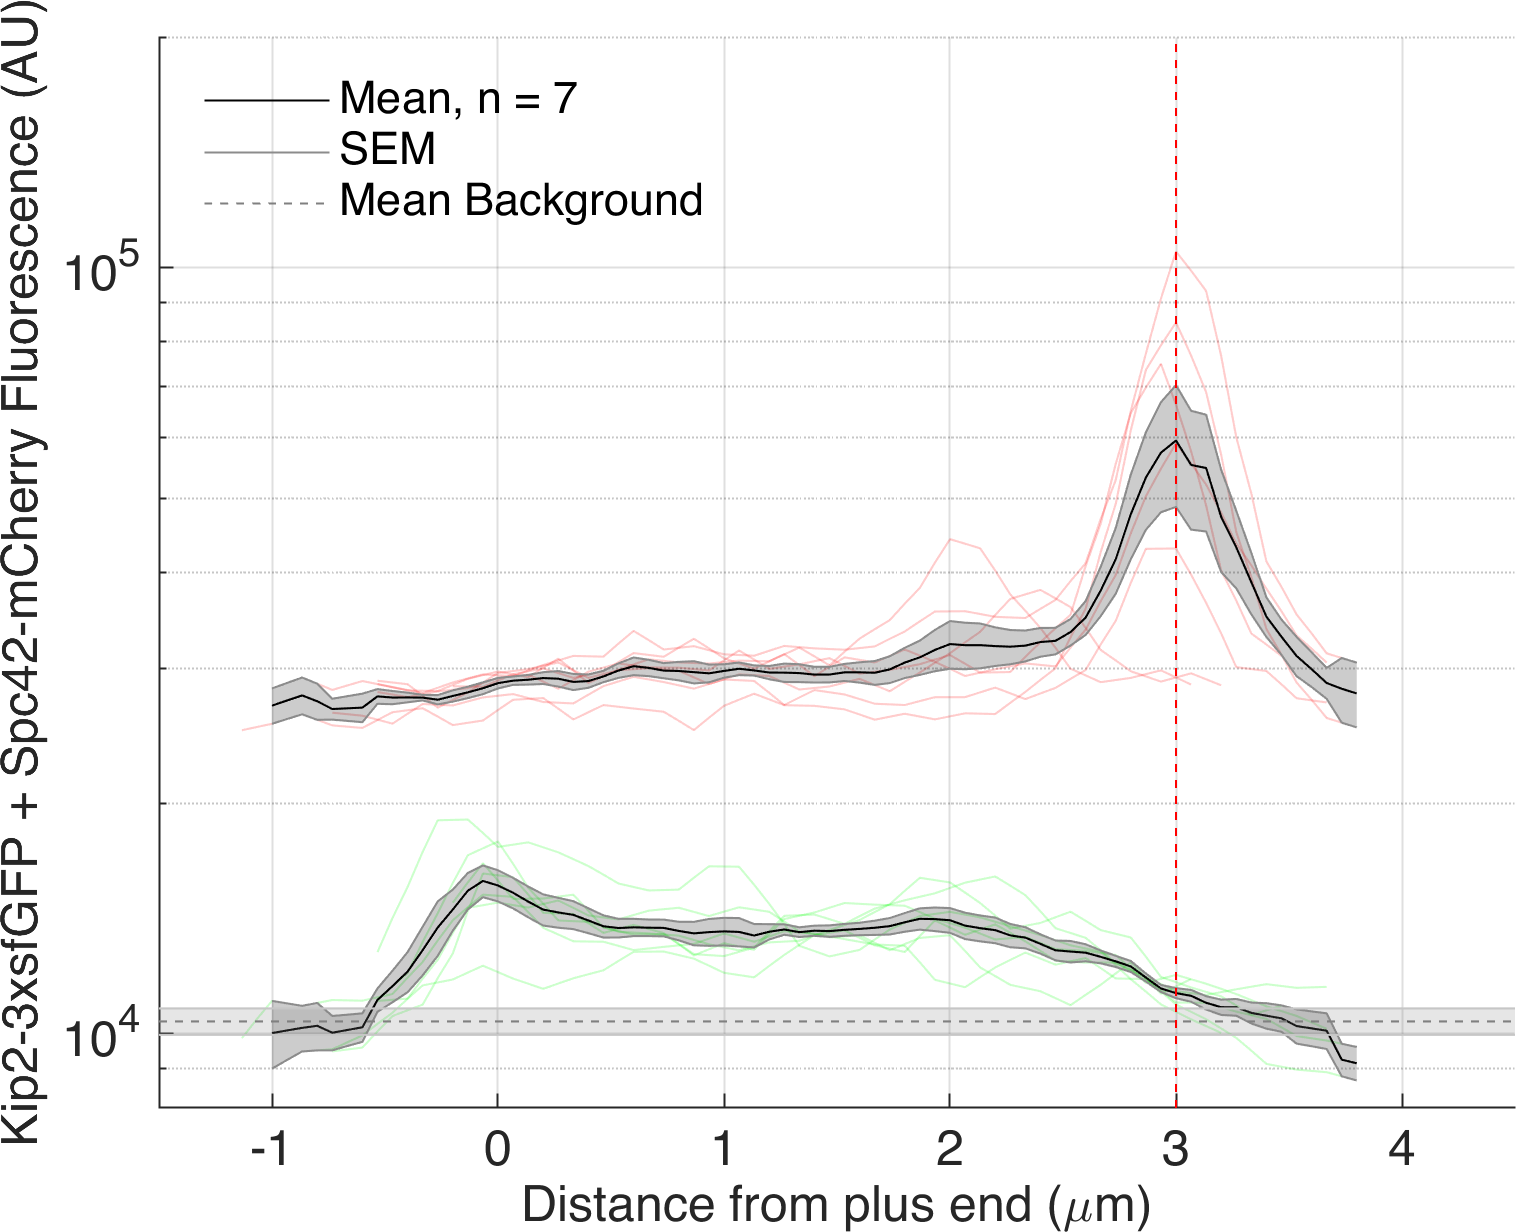 Kip2-3xsfGFP + Spc42-mCherry Fluorescence (AU)
Mean, n = 7
SEM
Mean Background
10^5
10^4
-1 0 1 2 3 4
Distance from plus end (μm)